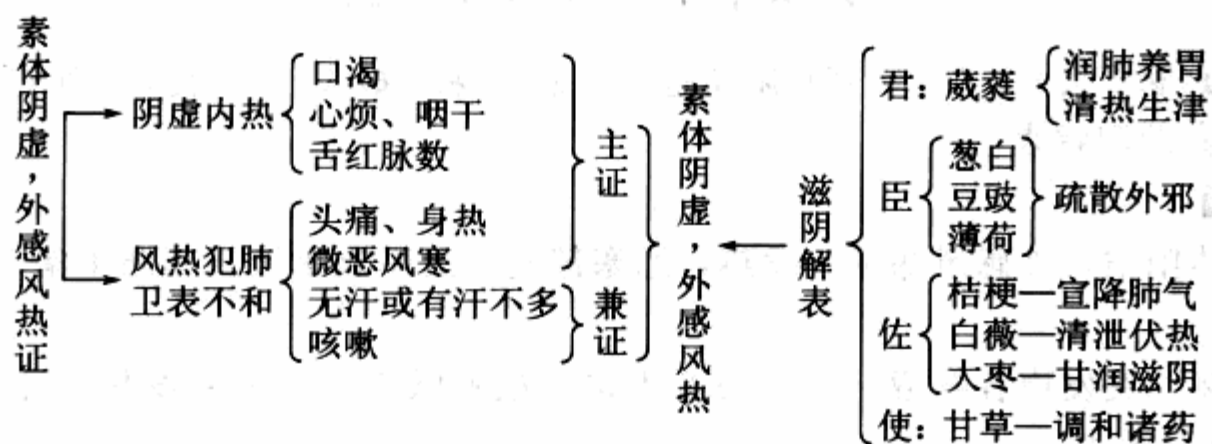 素体阴虚，外感风热证
阴虚内热
口渴
心烦、咽干
舌红脉数
风热犯肺
卫表不和
头痛、身热
微恶风寒
无汗或有汗不多
咳嗽
主证
兼证
素体阴虚，外感风热
滋阴解表
君：葳蕤
润肺养胃
清热生津
臣
葱白
豆豉
薄荷
疏散外邪
佐
桔梗—宣降肺气
白薇—清泄伏热
大枣—甘润滋阴
使：甘草—调和诸药